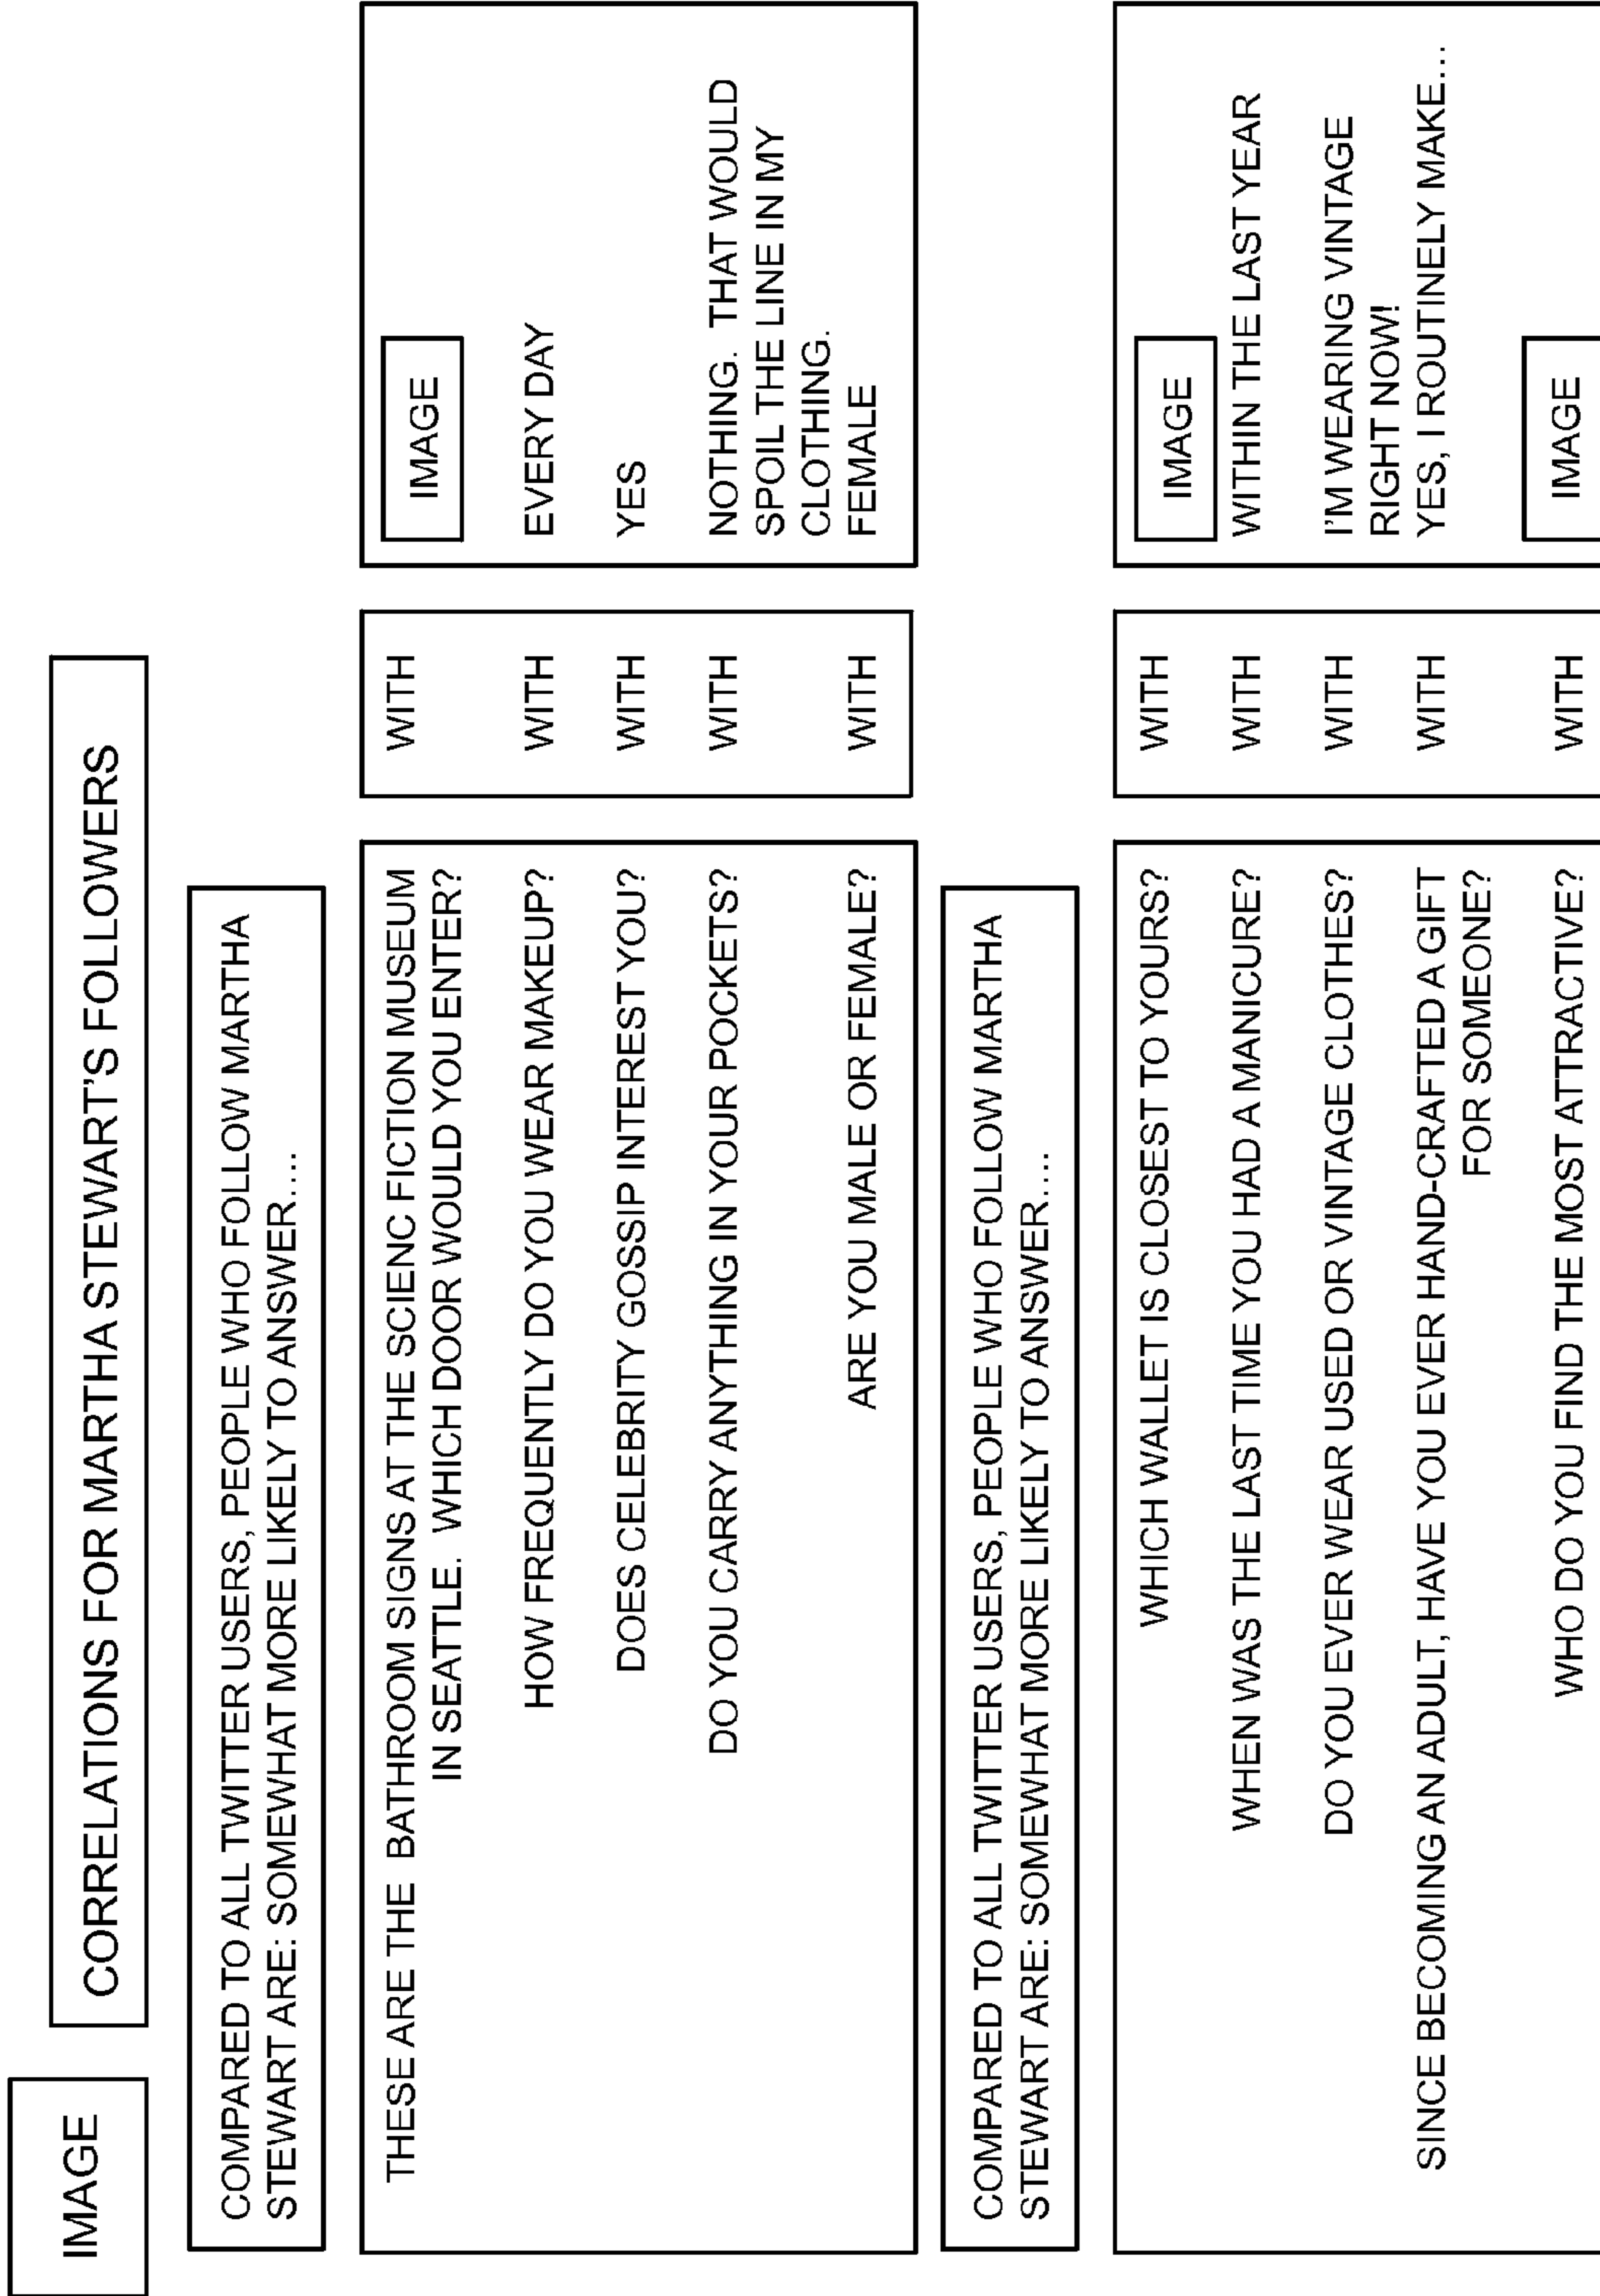 IMAGE
CORRELATIONS FOR MARTHA STEWART'S FOLLOWERS
COMPARED TO ALL TWITTER USERS, PEOPLE WHO FOLLOW MARTHA
STEWART ARE: SOMEWHAT MORE LIKELY TO ANSWER....
THESE ARE THE BATHROOM SIGNS AT THE SCIENC FICTION MUSEUM
IN SEATTLE. WHICH DOOR WOULD YOU ENTER?
WITH
IMAGE
HOW FREQUENTLY DO YOU WEAR MAKEUP?
WITH
EVERY DAY
DOES CELEBRITY GOSSIP INTEREST YOU?
WITH
YES
DO YOU CARRY ANYTHING IN YOUR POCKETS?
WITH
NOTHING. THAT WOULD
SPOIL THE LINE IN MY
CLOTHING.
ARE YOU MALE OR FEMALE?
WITH
FEMALE
COMPARED TO ALL TWITTER USERS, PEOPLE WHO FOLLOW MARTHA
STEWART ARE: SOMEWHAT MORE LIKELY TO ANSWER....
WHICH WALLET IS CLOSEST TO YOURS?
WITH
IMAGE
WHEN WAS THE LAST TIME YOU HAD A MANICURE?
WITH
WITHIN THE LAST YEAR
DO YOU EVER WEAR USED OR VINTAGE CLOTHES?
WITH
I'M WEARING VINTAGE
RIGHT NOW!
SINCE BECOMING AN ADULT, HAVE YOU EVER HAND-CRAFTED A GIFT
FOR SOMEONE?
WITH
YES, I ROUTINELY MAKE...
WHO DO YOU FIND THE MOST ATTRACTIVE?
WITH
IMAGE